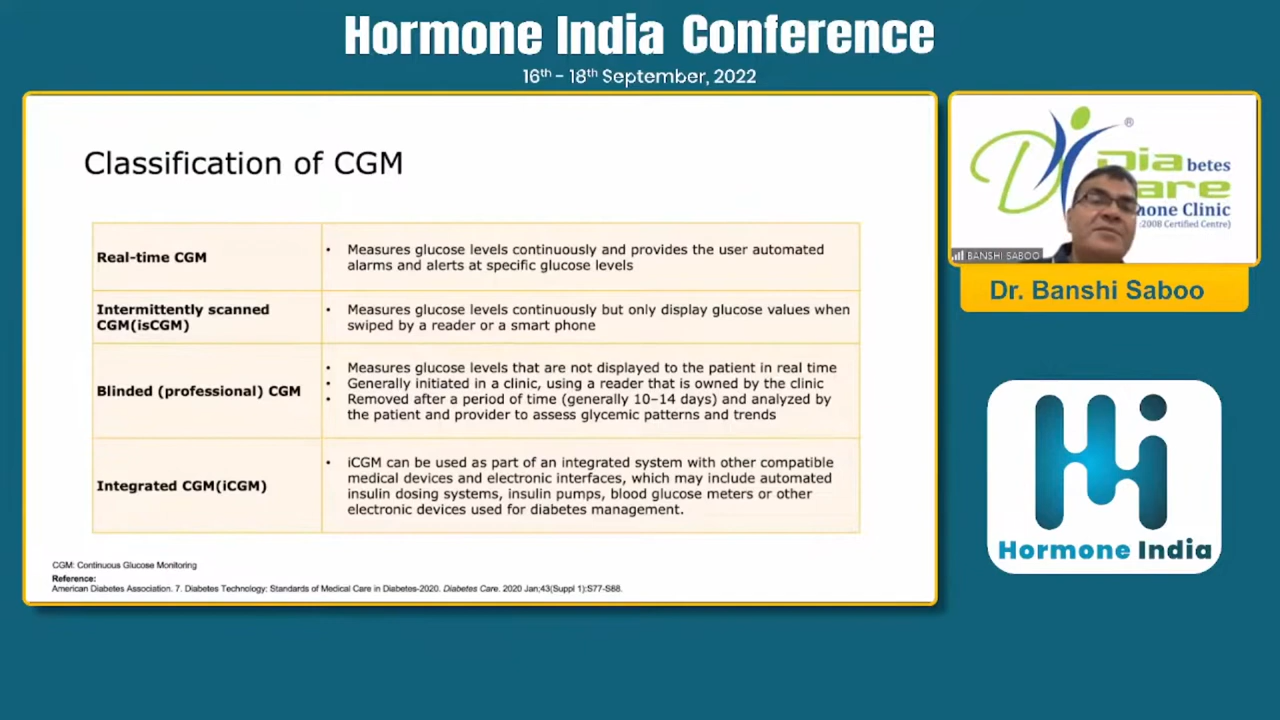 Hormone India Conference
16th - 18th September, 2022
Classification of CGM
Real-time CGM
• Measures glucose levels continuously and provides the user automated
alarms and alerts at specific glucose levels
Intermittently scanned
CGM(isCGM)
• Measures glucose levels continuously but only display glucose values when
swiped by a reader or a smart phone
Blinded (professional) CGM
• Measures glucose levels that are not displayed to the patient in real time
• Generally initiated in a clinic, using a reader that is owned by the clinic
• Removed after a period of time (generally 10–14 days) and analyzed by
the patient and provider to assess glycemic patterns and trends
Integrated CGM(iCGM)
• iCGM can be used as part of an integrated system with other compatible
medical devices and electronic interfaces, which may include automated
insulin dosing systems, insulin pumps, blood glucose meters or other
electronic devices used for diabetes management.
CGM: Continuous Glucose Monitoring
Reference:
American Diabetes Association. 7. Diabetes Technology: Standards of Medical Care in Diabetes-2020. Diabetes Care. 2020 Jan;43(Suppl 1):S77-S88.
®
Dia betes
are
mone Clinic
:2008 Certified Centre)
BANSHI SABOO
Dr. Banshi Saboo
Hormone India